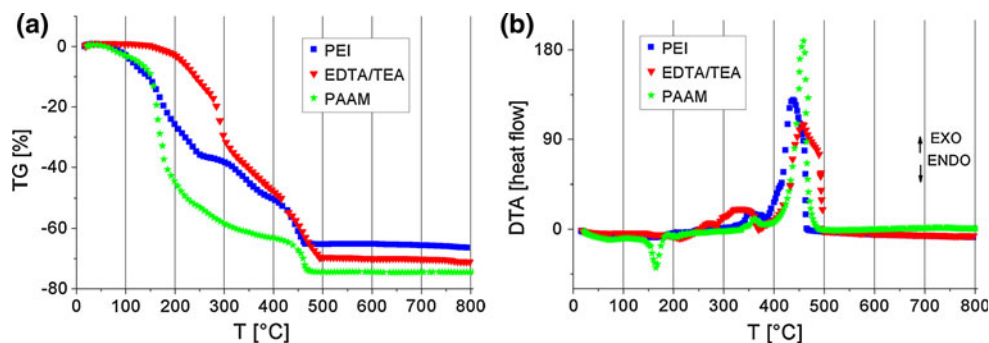 (a)
0
-20
-40
-60
-80
TG [%]
PEI
EDTA/TEA
PAAM
0 100 200 300 400 500 600 700 800
T [°C]
(b)
180
90
0
DTA [heat flow]
PEI
EDTA/TEA
PAAM
EXO
ENDO
100 200 300 400 500 600 700 800
T [°C]